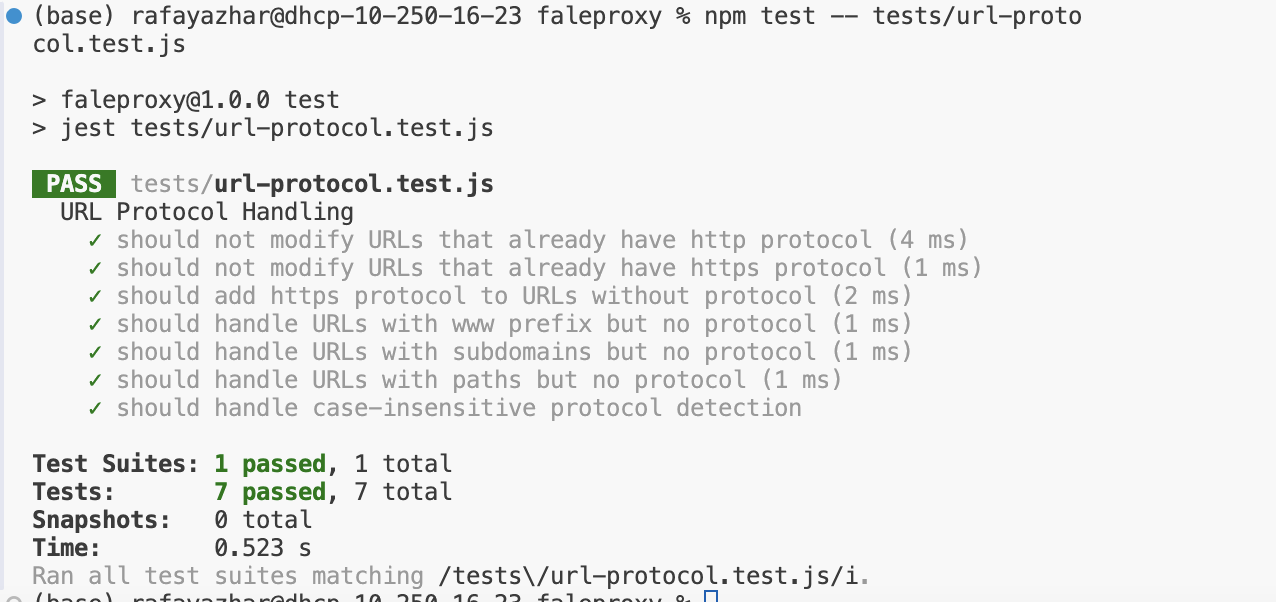 (base) rafayazhar@dhcp-10-250-16-23 faleproxy % npm test -- tests/url-proto
col.test.js
> faleproxy@1.0.0 test
> jest tests/url-protocol.test.js
PASS tests/url-protocol.test.js
URL Protocol Handling
✓ should not modify URLs that already have http protocol (4 ms)
✓ should not modify URLs that already have https protocol (1 ms)
✓ should add https protocol to URLs without protocol (2 ms)
✓ should handle URLs with www prefix but no protocol (1 ms)
✓ should handle URLs with subdomains but no protocol (1 ms)
✓ should handle URLs with paths but no protocol (1 ms)
✓ should handle case-insensitive protocol detection
Test Suites: 1 passed, 1 total
Tests: 7 passed, 7 total
Snapshots: 0 total
Time: 0.523 s
Ran all test suites matching /tests\/url-protocol.test.js/i.
(base) rafayazhar@dhcp-10-250-16-23 faleproxy %